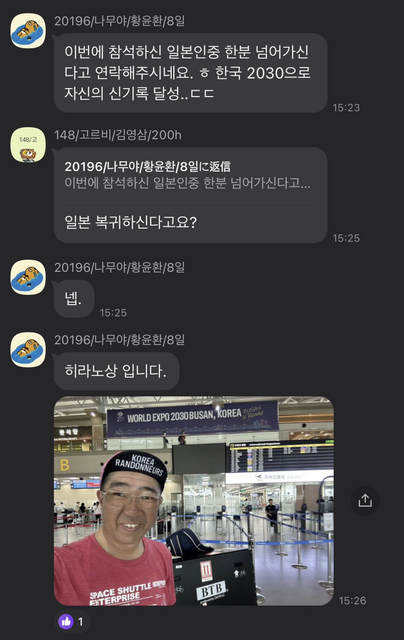 20196/나무야/황윤환/8일
이번에 참석하신 일본인중 한분 넘어가신
다고 연락해주시네요. ㅎ 한국 2030으로
자신의 신기록 달성..ㄷㄷ
15:23
148/고
148/고르비/김영삼/200h
20196/나무야/황윤환/8일に返信
이번에 참석하신 일본인중 한분 넘어가신다고...
일본 복귀하신다고요?
15:25
20196/나무야/황윤환/8일
넵.
15:25
20196/나무야/황윤환/8일
히라노상 입니다.
WORLD EXPO 2030 BUSAN, KOREA
B
KOREA
RANDONNEURS
SPACE SHUTTLE
ENTERPRISE
BTB
15:26
1